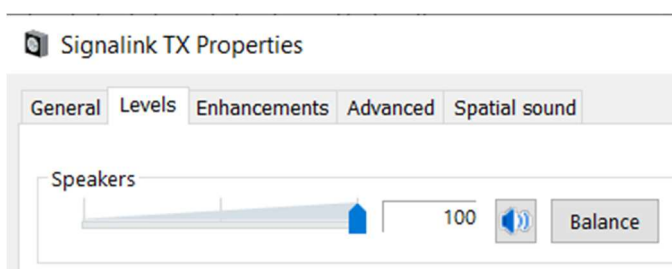 Signalink TX Properties
General Levels Enhancements Advanced Spatial sound
Speakers
100 Balance